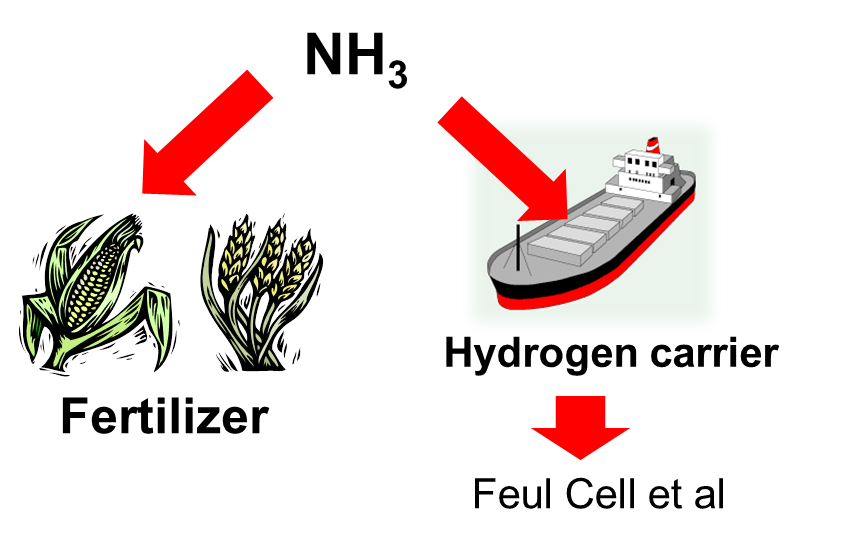 NH₃
Fertilizer
Hydrogen carrier
Feul Cell et al